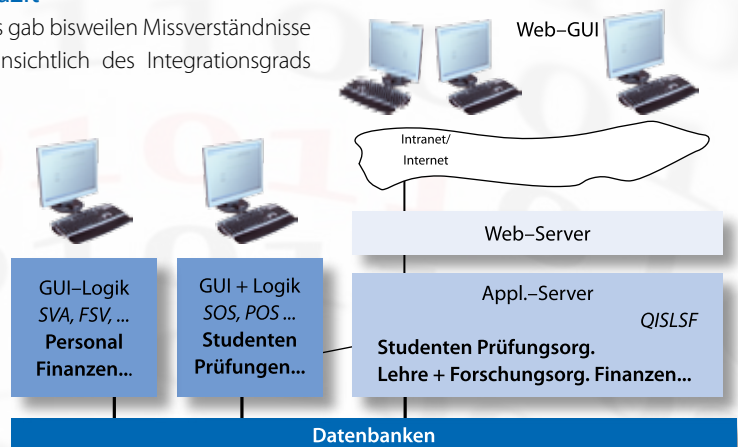 s gab bisweilen Missverständnisse
nsichtlich des Integrationsgrads
Web–GUI
Intranet/
Internet
Web–Server
GUI–Logik
SVA, FSV, ...
Personal
Finanzen...
GUI + Logik
SOS, POS ...
Studenten
Prüfungen...
Appl.–Server
QISLSF
Studenten Prüfungsorg.
Lehre + Forschungsorg. Finanzen...
Datenbanken